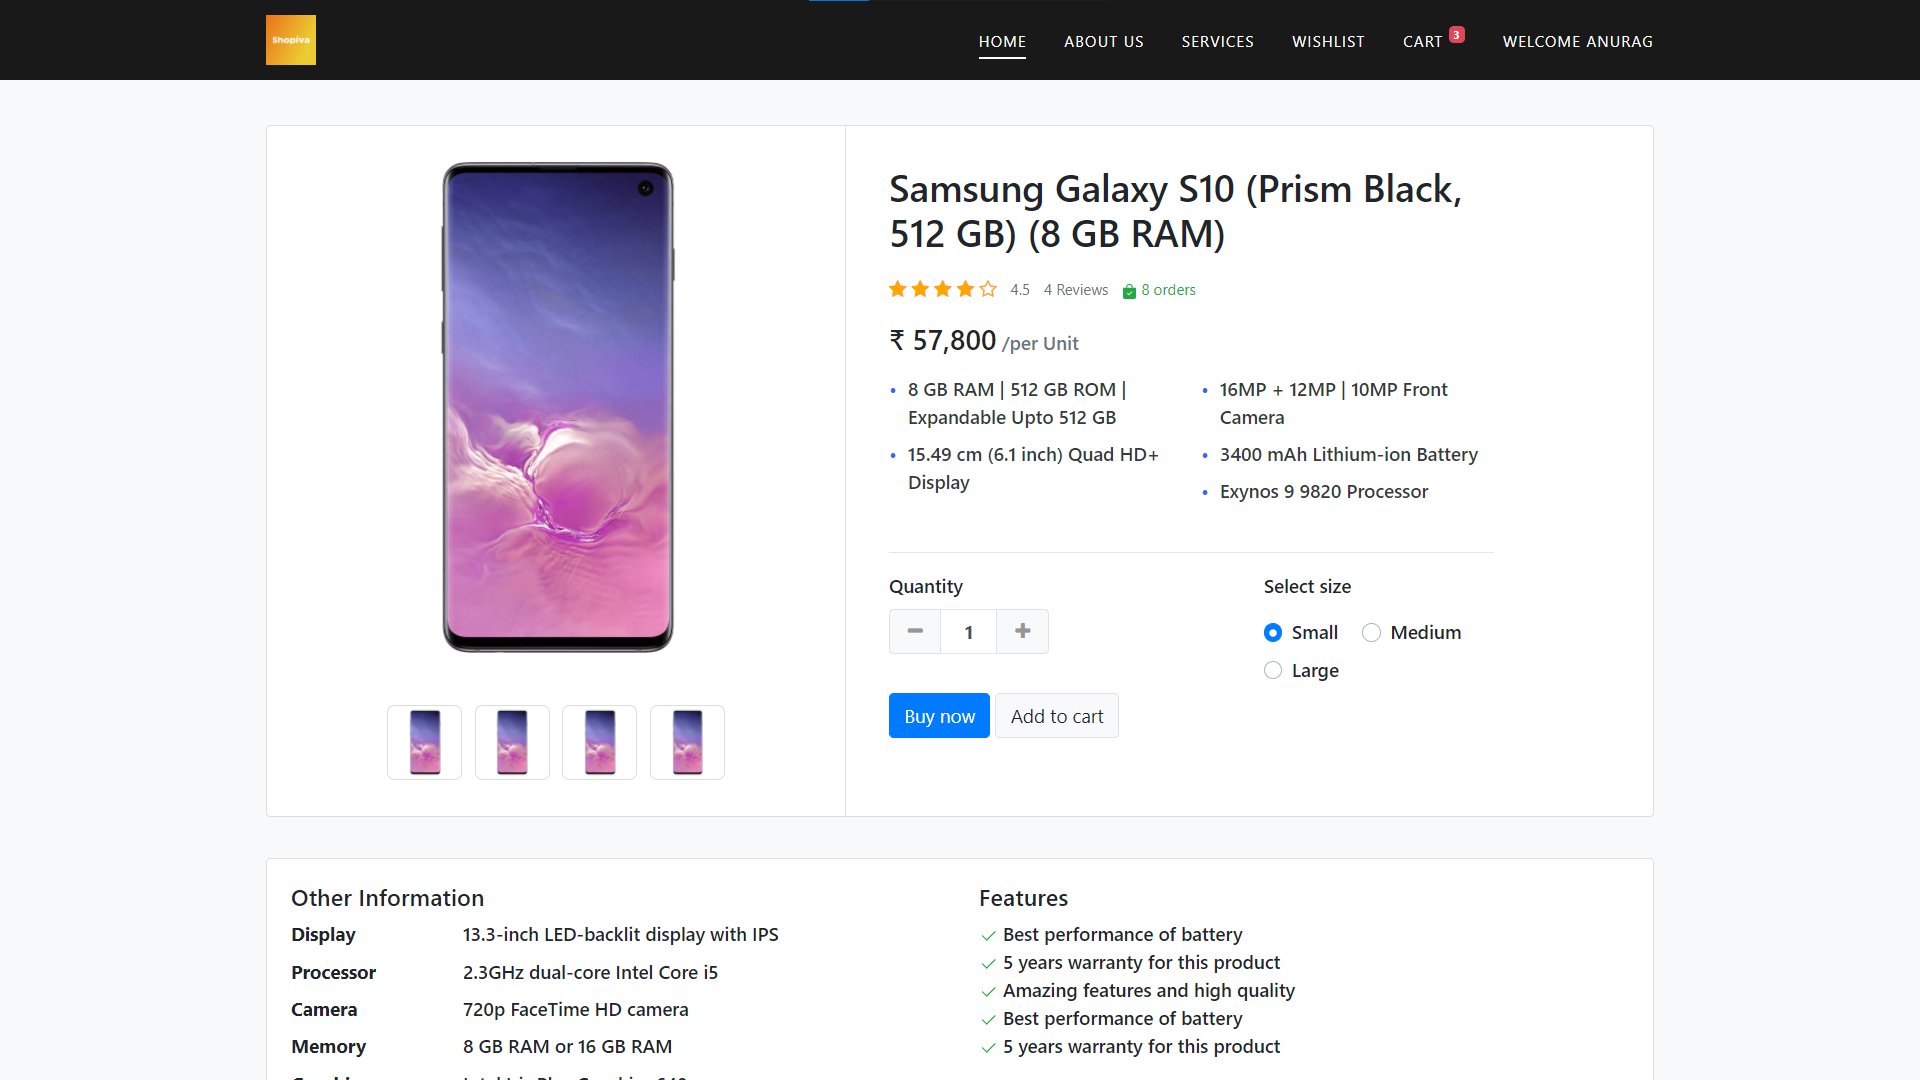 Shopiva
HOME
ABOUT US
SERVICES
WISHLIST
CART 3
WELCOME ANURAG
Samsung Galaxy S10 (Prism Black,
512 GB) (8 GB RAM)
4.5 4 Reviews 8 orders
₹ 57,800 /per Unit
• 8 GB RAM | 512 GB ROM |
Expandable Upto 512 GB
• 15.49 cm (6.1 inch) Quad HD+
Display
• 16MP + 12MP | 10MP Front
Camera
• 3400 mAh Lithium-ion Battery
• Exynos 9 9820 Processor
Quantity
1
Select size
Small Medium
Large
Buy now Add to cart
Other Information
Display 13.3-inch LED-backlit display with IPS
Processor 2.3GHz dual-core Intel Core i5
Camera 720p FaceTime HD camera
Memory 8 GB RAM or 16 GB RAM
Features
Best performance of battery
5 years warranty for this product
Amazing features and high quality
Best performance of battery
5 years warranty for this product